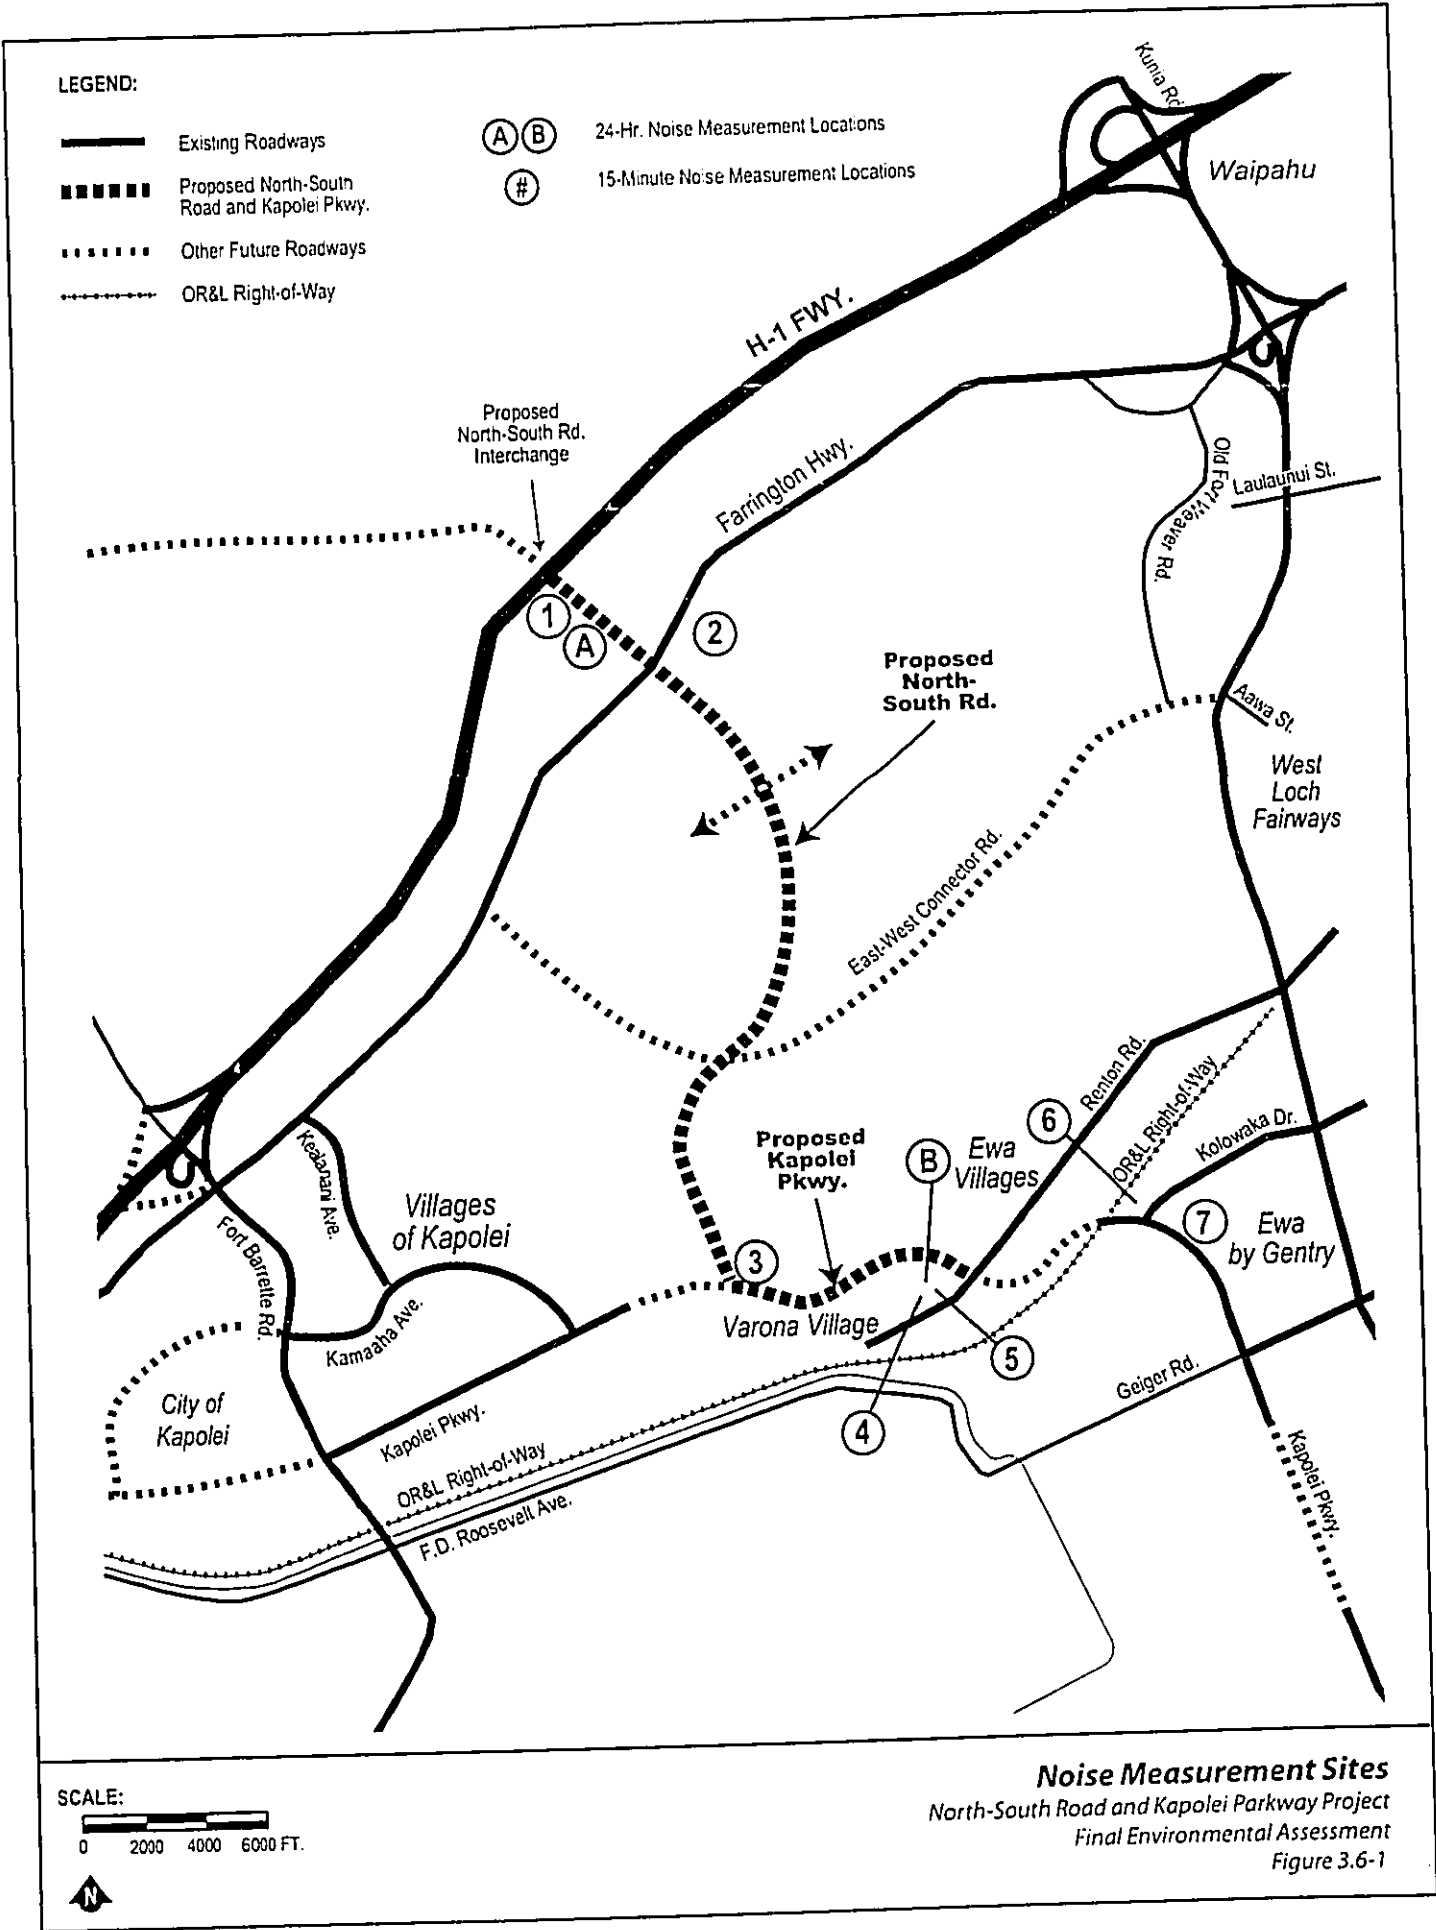 LEGEND:
Existing Roadways
Proposed North-South
Road and Kapolei Pkwy.
Other Future Roadways
OR&L Right-of-Way
A B
24-Hr. Noise Measurement Locations
#
15-Minute Noise Measurement Locations
Kunia Rd.
Waipahu
H-1 FWY.
Proposed
North-South Rd.
Interchange
Farrington Hwy.
Old Fort Weaver Rd.
Laulaunui St.
1
A
2
Proposed
North-
South Rd.
Aawa St.
West
Loch
Fairways
East-West Connector Rd.
Renton Rd.
OR&L Right-of-Way
Kolowaka Dr.
6
Proposed
Kapolei
Pkwy.
B
Ewa
Villages
7
Ewa
by Gentry
Kealanani Ave.
Villages
of Kapolei
Fort Barrette Rd.
3
Kamaaha Ave.
Varona Village
5
4
Geiger Rd.
City of
Kapolei
Kapolei Pkwy.
OR&L Right-of-Way
F.D. Roosevelt Ave.
Kapolei Pkwy.
SCALE:
0 2000 4000 6000 FT.
N
Noise Measurement Sites
North-South Road and Kapolei Parkway Project
Final Environmental Assessment
Figure 3.6-1